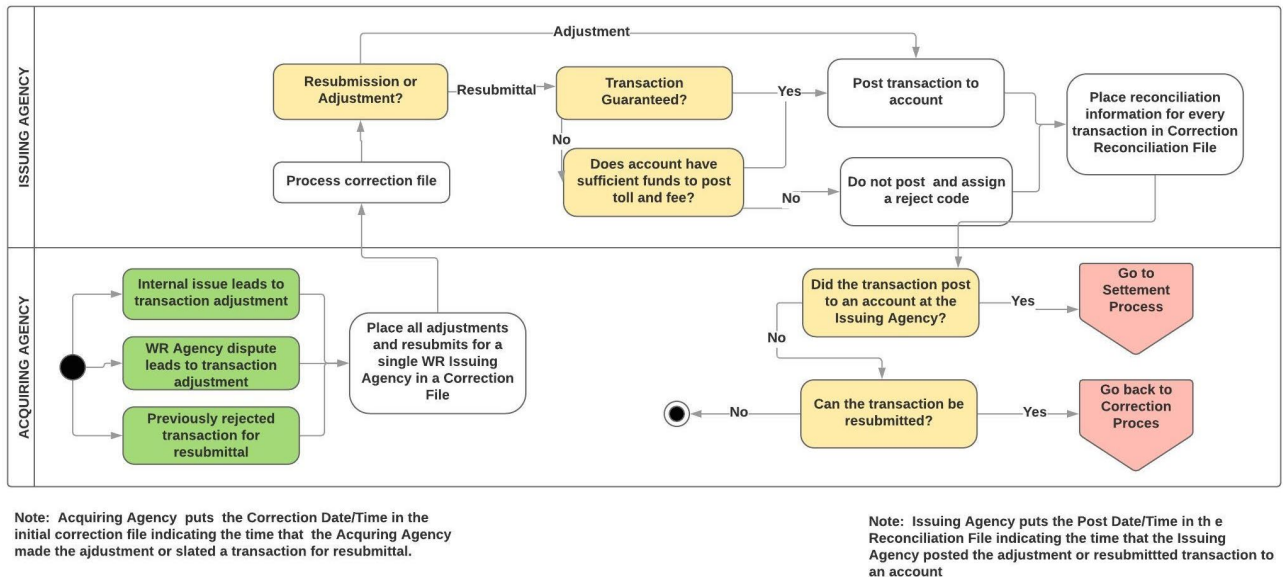 ISSUING AGENCY
Adjustment
Resubmission or
Adjustment?
Resubmittal
Transaction
Guaranteed?
Yes
Post transaction to
account
Place reconciliation
information for every
transaction in Correction
Reconciliation File
No
Process correction file
Does account have
sufficient funds to post
toll and fee?
No
Do not post and assign
a reject code
ACQUIRING AGENCY
Internal issue leads to
transaction adjustment
WR Agency dispute
leads to transaction
adjustment
Previously rejected
transaction for
resubmittal
Place all adjustments
and resubmits for a
single WR Issuing
Agency in a Correction
File
Did the transaction post
to an account at the
Issuing Agency?
Yes
Go to
Settement
Process
No
Can the transaction be
resubmitted?
No
Yes
Go back to
Correction
Proces
Note: Acquiring Agency puts the Correction Date/Time in the
initial correction file indicating the time that the Acquring Agency
made the ajdustment or slated a transaction for resubmittal.
Note: Issuing Agency puts the Post Date/Time in th e
Reconciliation File indicating the time that the Issuing
Agency posted the adjustment or resubmittted transaction to
an account